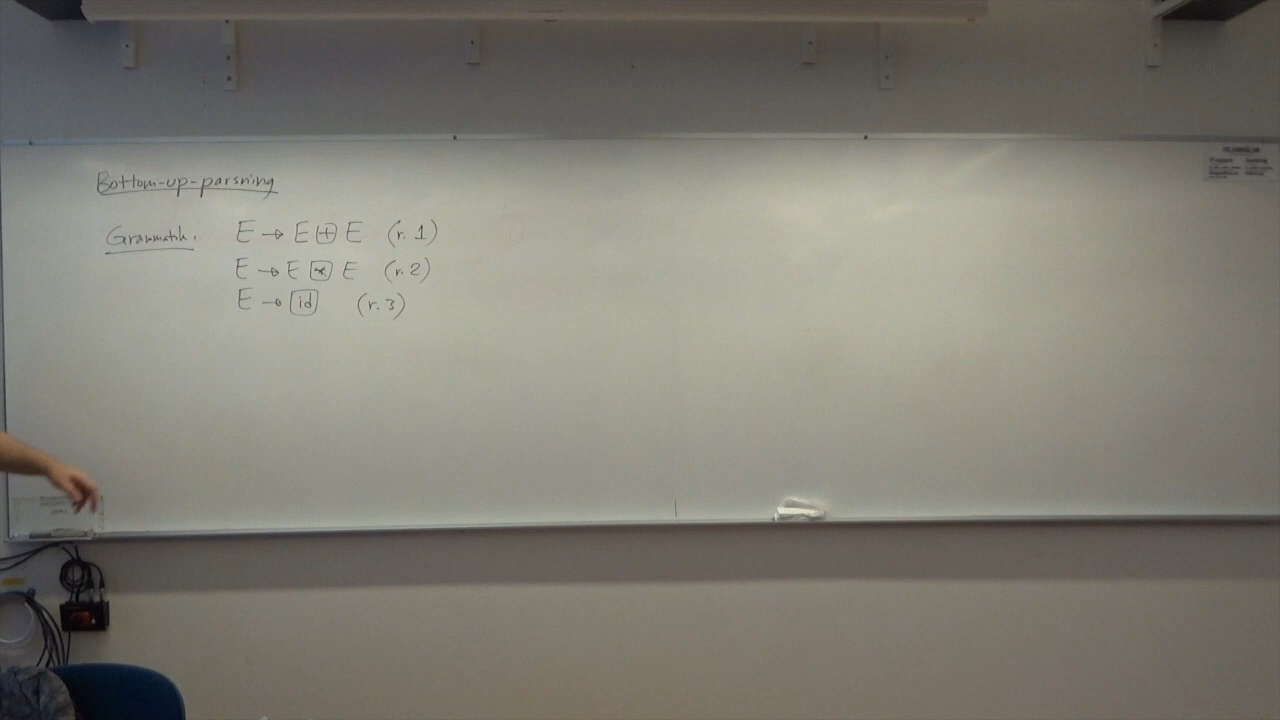 Bottom-up-parsning
Grammatik. E → E + E (r. 1)
E → E * E (r. 2)
E → id (r. 3)